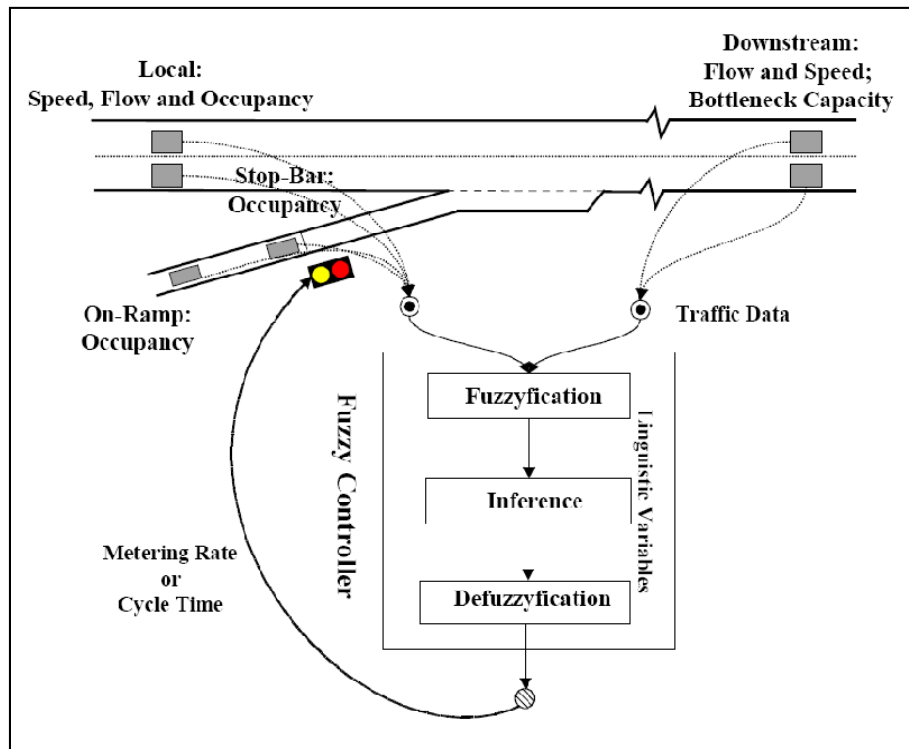 Local:
Speed, Flow and Occupancy
Downstream:
Flow and Speed;
Bottleneck Capacity
Stop-Bar:
Occupancy
On-Ramp:
Occupancy
Traffic Data
Fuzzyfication
Fuzzy Controller
Linguistic Variables
Inference
Metering Rate
or
Cycle Time
Defuzzyfication